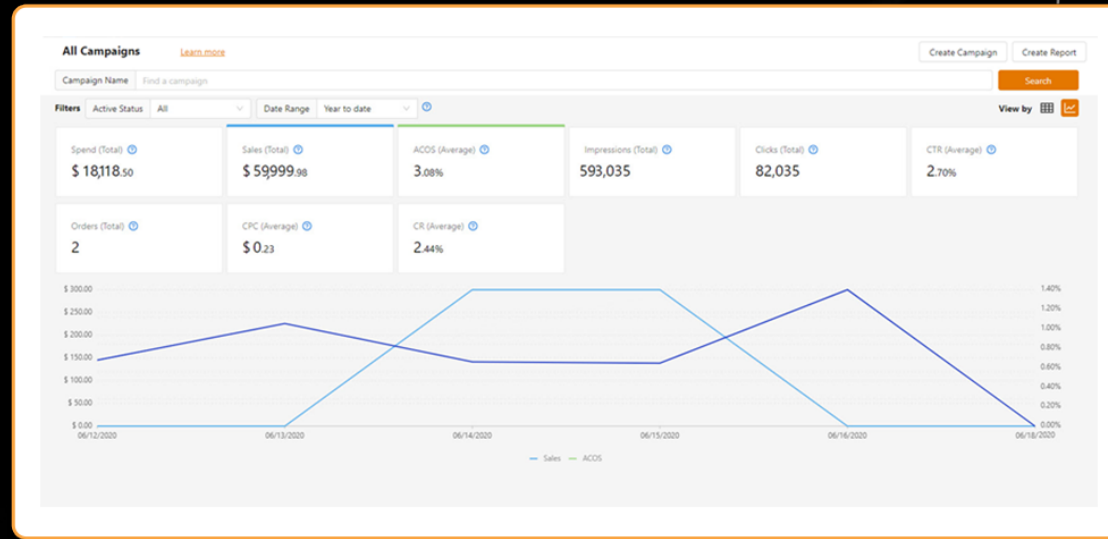 All Campaigns Learn more Create Campaign Create Report
Campaign Name Find a campaign Search
Filters Active Status All Date Range Year to date View by
Spend (Total) Sales (Total) ACOS (Average) Impressions (Total) Clicks (Total) CTR (Average)
$ 18,118.50 $ 59,999.98 3.08% 593,035 82,035 2.70%
Orders (Total) CPC (Average) CR (Average)
2 $ 0.23 2.44%
$ 300.00 1.40%
$ 250.00 1.20%
$ 200.00 1.00%
$ 150.00 0.80%
$ 100.00 0.60%
$ 50.00 0.40%
0.20%
$ 0.00 0.00%
06/12/2020 06/13/2020 06/14/2020 06/15/2020 06/16/2020 06/18/2020
Sales ACOS